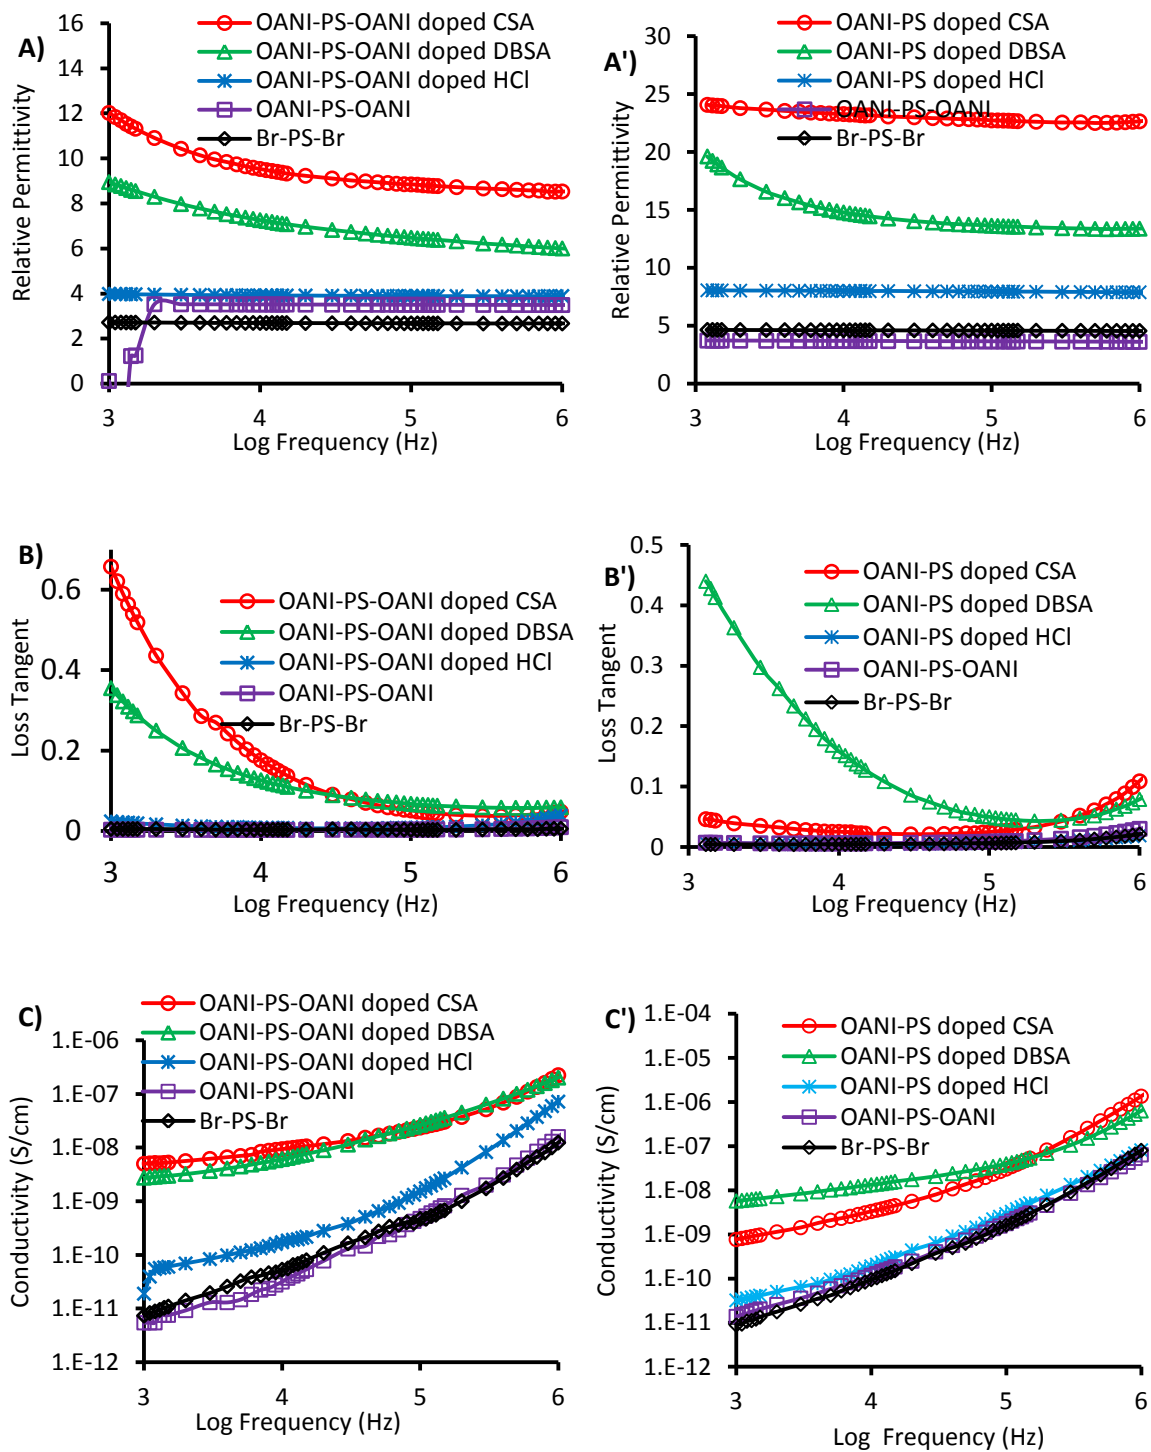 A)
OANI-PS-OANI doped CSA
OANI-PS-OANI doped DBSA
OANI-PS-OANI doped HCl
OANI-PS-OANI
Br-PS-Br
Relative Permittivity
16
14
12
10
8
6
4
2
0
3
4
5
6
Log Frequency (Hz)
A')
OANI-PS doped CSA
OANI-PS doped DBSA
OANI-PS doped HCl
OANI-PS-OANI
Br-PS-Br
Relative Permittivity
30
25
20
15
10
5
0
3
4
5
6
Log Frequency (Hz)
B)
OANI-PS-OANI doped CSA
OANI-PS-OANI doped DBSA
OANI-PS-OANI doped HCl
OANI-PS-OANI
Br-PS-Br
Loss Tangent
0.6
0.4
0.2
0
3
4
5
6
Log Frequency (Hz)
B')
OANI-PS doped CSA
OANI-PS doped DBSA
OANI-PS doped HCl
OANI-PS-OANI
Br-PS-Br
Loss Tangent
0.5
0.4
0.3
0.2
0.1
0
3
4
5
6
Log Frequency (Hz)
C)
OANI-PS-OANI doped CSA
OANI-PS-OANI doped DBSA
OANI-PS-OANI doped HCl
OANI-PS-OANI
Br-PS-Br
Conductivity (S/cm)
1.E-06
1.E-07
1.E-08
1.E-09
1.E-10
1.E-11
1.E-12
3
4
5
6
Log Frequency (Hz)
C')
OANI-PS doped CSA
OANI-PS doped DBSA
OANI-PS doped HCl
OANI-PS-OANI
Br-PS-Br
Conductivity (S/cm)
1.E-04
1.E-05
1.E-06
1.E-07
1.E-08
1.E-09
1.E-10
1.E-11
1.E-12
3
4
5
6
Log Frequency (Hz)